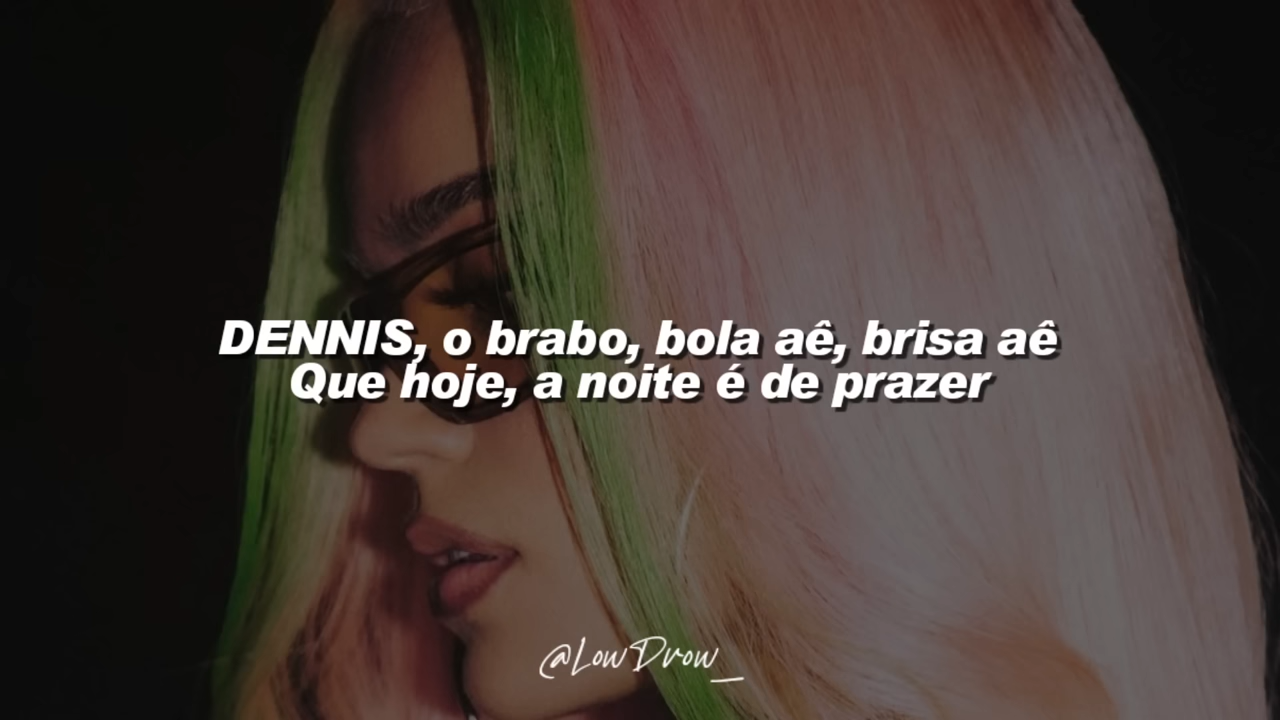 DENNIS, o brabo, bola aê, brisa aê
Que hoje, a noite é de prazer
@LowDrow_